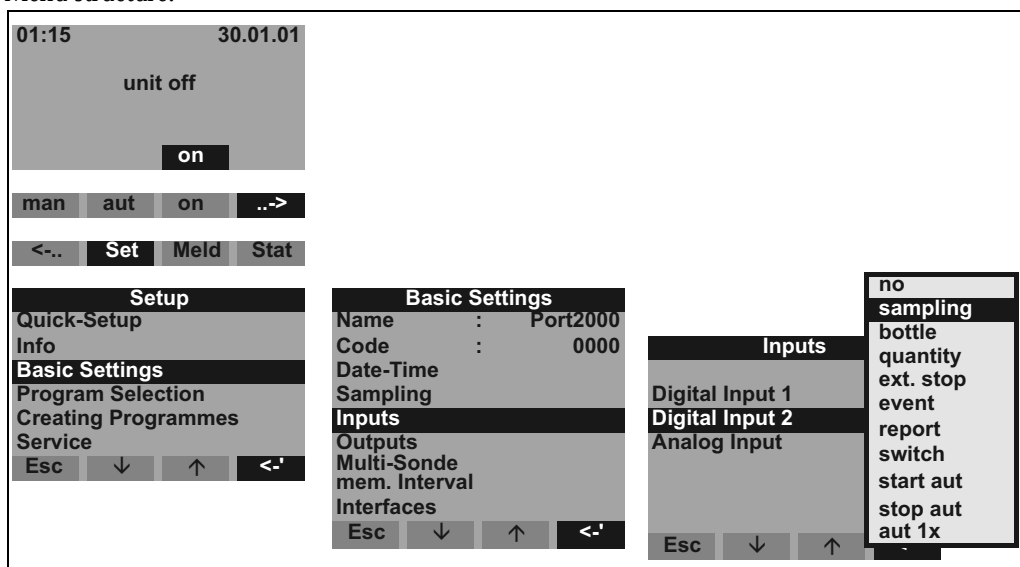 01:15 30.01.01
unit off
on
man aut on ..->
<-.. Set Meld Stat
Setup
Quick-Setup
Info
Basic Settings
Program Selection
Creating Programmes
Service
Esc ↓ ↑ <-'
Basic Settings
Name : Port2000
Code : 0000
Date-Time
Sampling
Inputs
Outputs
Multi-Sonde
mem. Interval
Interfaces
Esc ↓ ↑ <-'
Inputs
Digital Input 1
Digital Input 2
Analog Input
Esc ↓ ↑
no
sampling
bottle
quantity
ext. stop
event
report
switch
start aut
stop aut
aut 1x